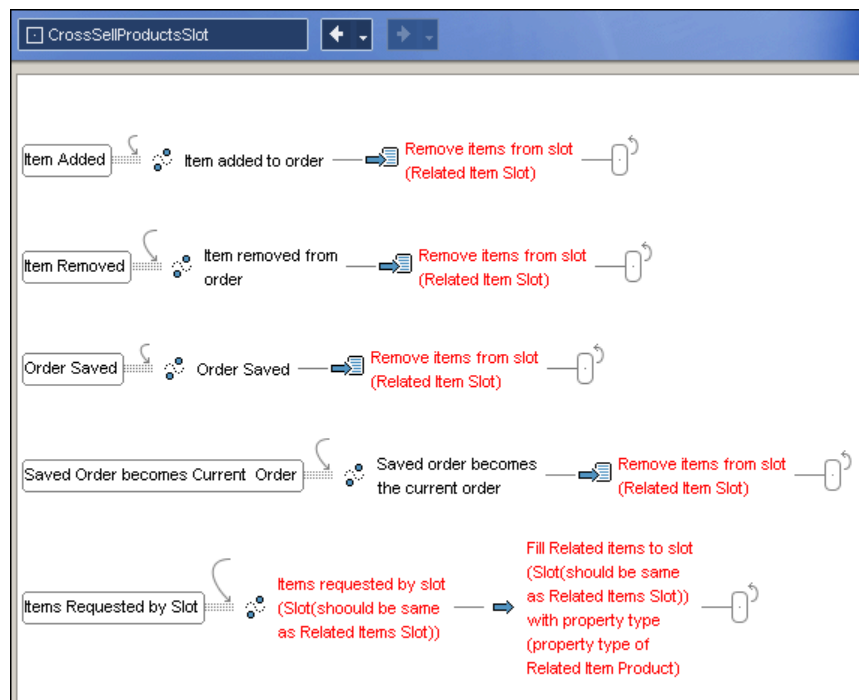 CrossSellProductsSlot
Item Added
Item added to order
Remove items from slot
(Related Item Slot)
Item Removed
Item removed from
order
Remove items from slot
(Related Item Slot)
Order Saved
Order Saved
Remove items from slot
(Related Item Slot)
Saved Order becomes Current Order
Saved order becomes
the current order
Remove items from slot
(Related Item Slot)
Items Requested by Slot
Items requested by slot
(Slot(shoould be same
as Related Items Slot))
Fill Related items to slot
(Slot(should be same
as Related Items Slot))
with property type
(property type of
Related Item Product)